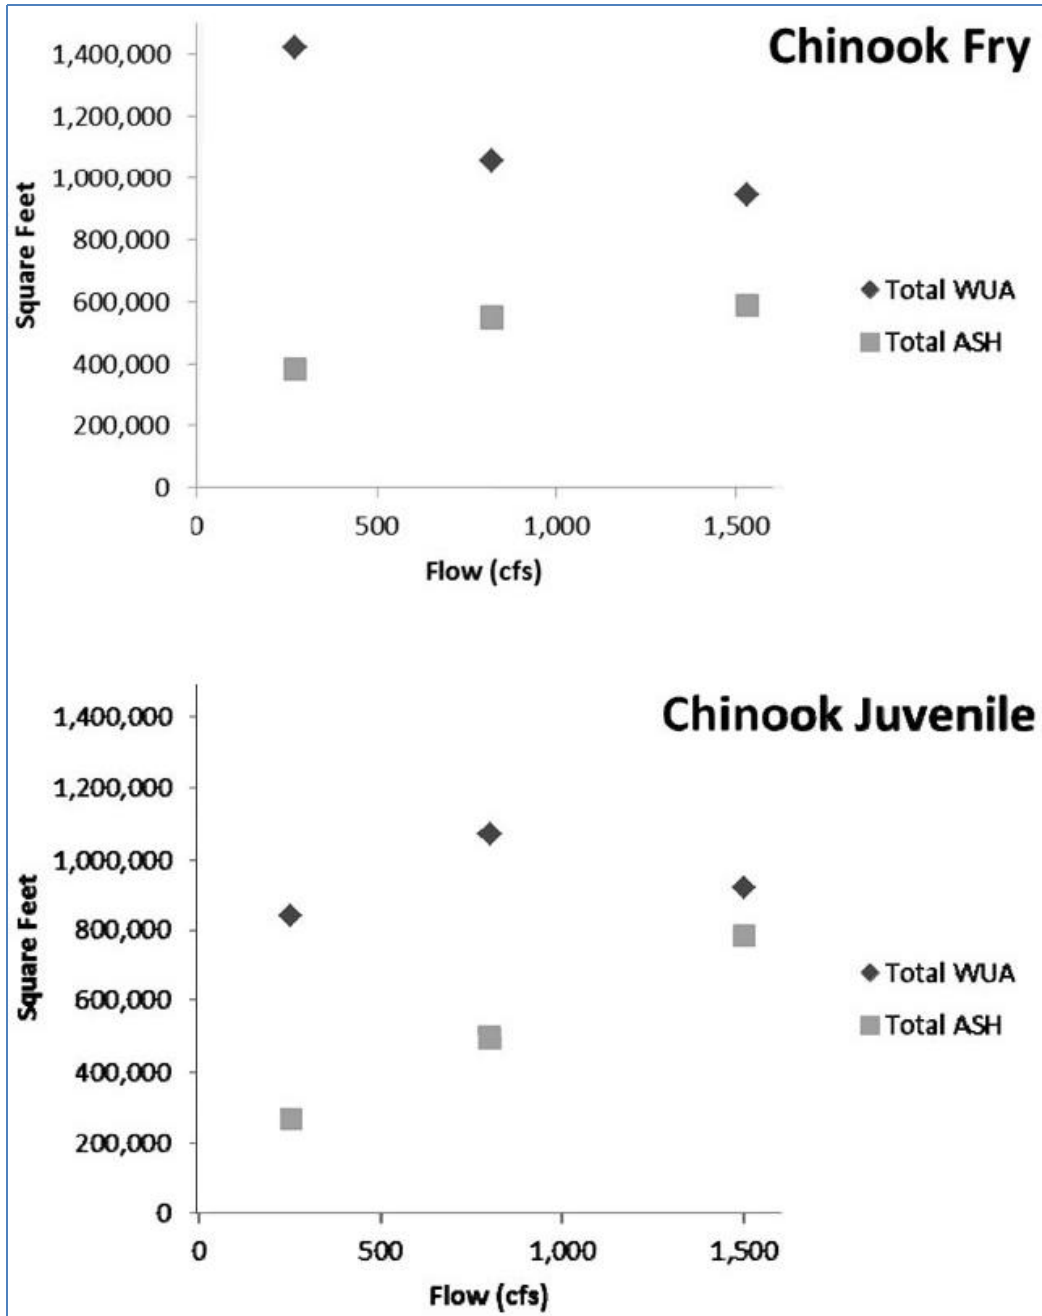 Chinook Fry
1,400,000
1,200,000
1,000,000
800,000
600,000
400,000
200,000
0
Square Feet
Total WUA
Total ASH
0 500 1,000 1,500
Flow (cfs)
Chinook Juvenile
1,400,000
1,200,000
1,000,000
800,000
600,000
400,000
200,000
0
Square Feet
Total WUA
Total ASH
0 500 1,000 1,500
Flow (cfs)